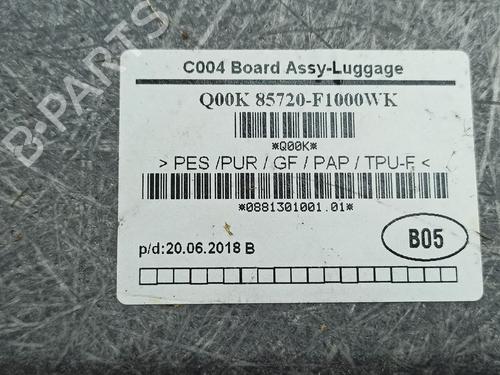 C004 Board Assy-Luggage
Q00K 85720-F1000WK
*Q00K*
> PES /PUR / GF / PAP / TPU-F <
*0881301001.01*
p/d:20.06.2018 B
B05
B-PARTS